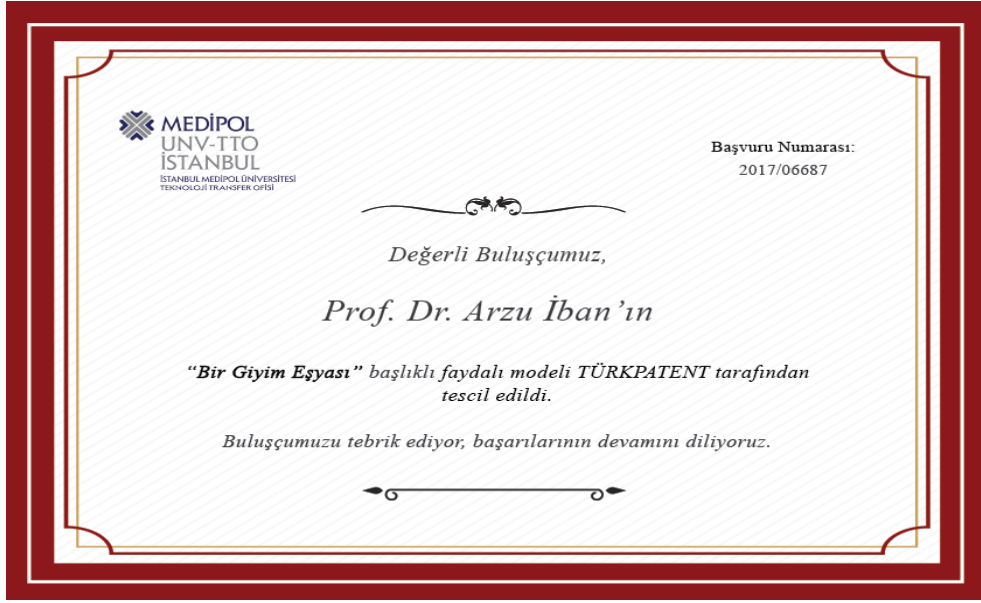 MEDİPOL
UNV-TTO
İSTANBUL
İSTANBUL MEDİPOL ÜNİVERSİTESİ
TEKNOLOJİ TRANSFER OFİSİ
Başvuru Numarası:
2017/06687
Değerli Buluşçumuz,
Prof. Dr. Arzu İban’ın
“Bir Giyim Eşyası” başlıklı faydalı modeli TÜRKPATENT tarafından
tescil edildi.
Buluşçumuzu tebrik ediyor, başarılarının devamını diliyoruz.